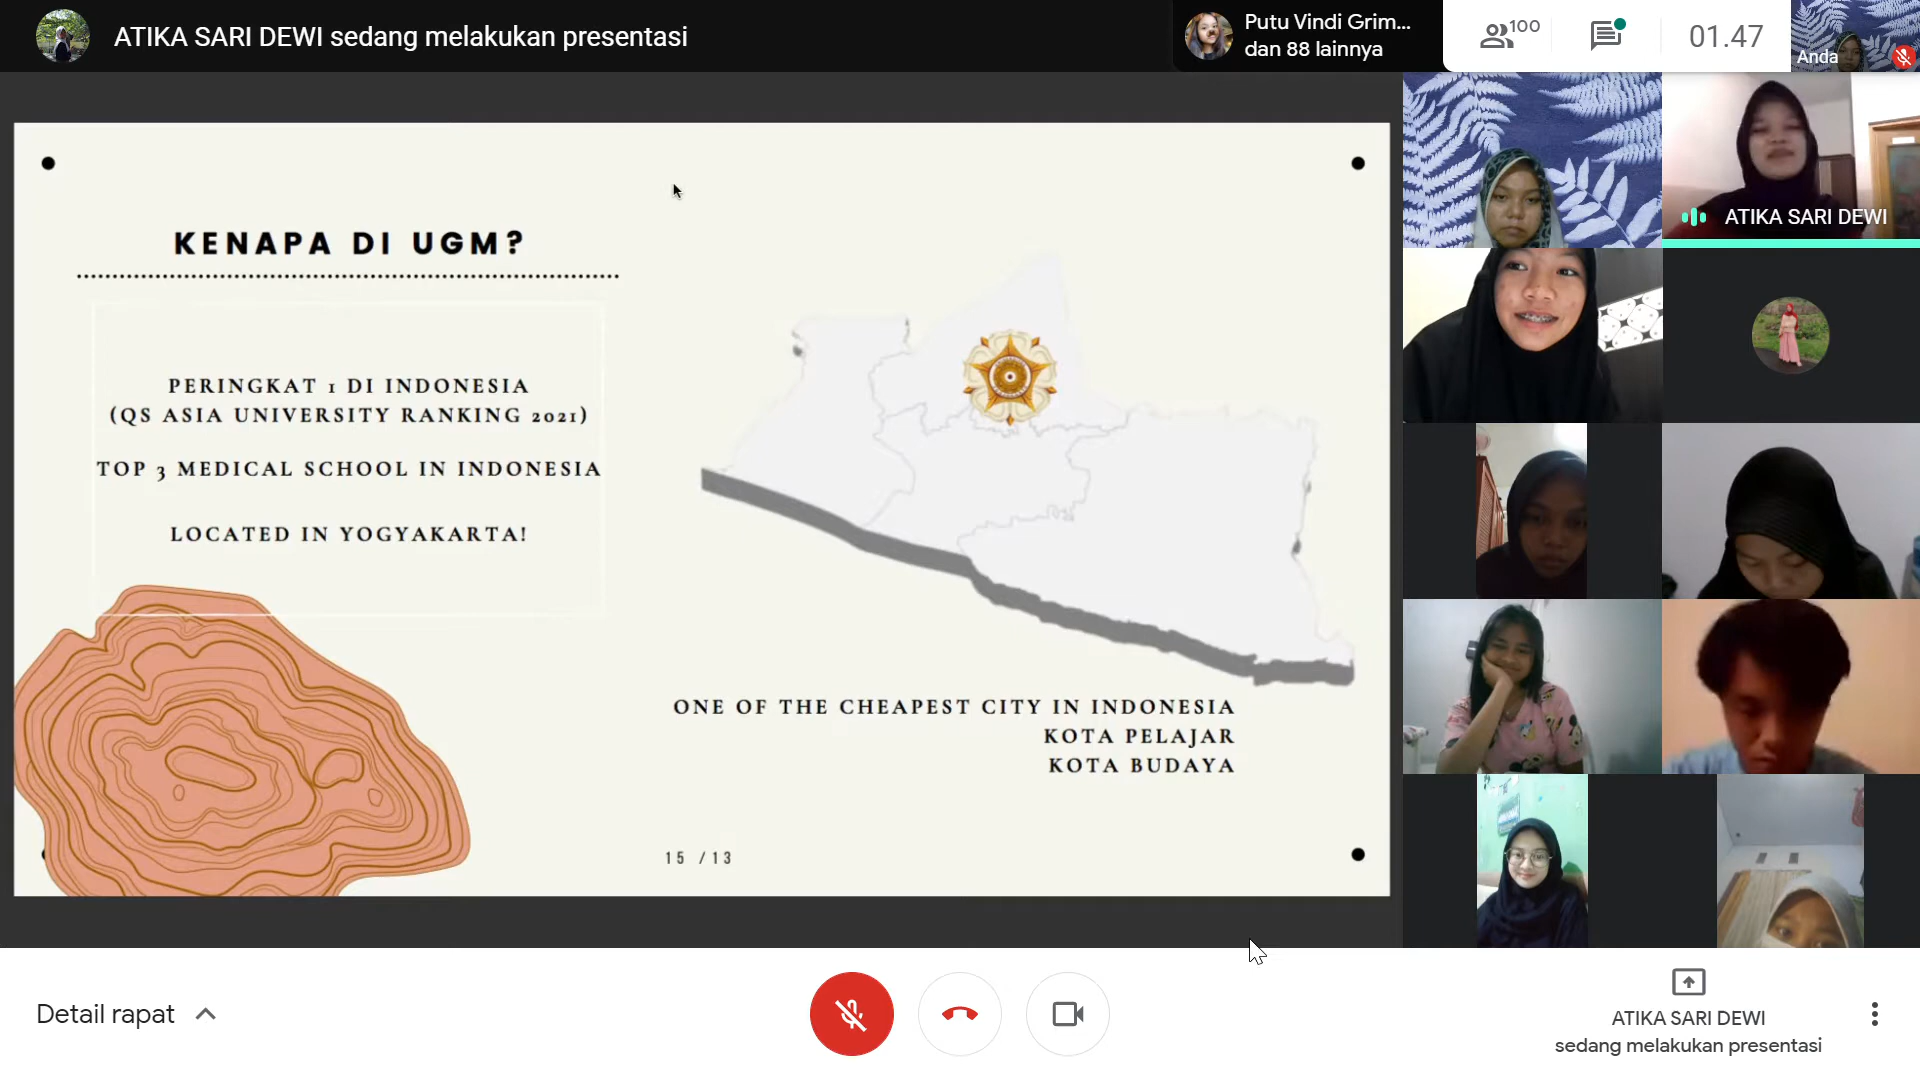 ATIKA SARI DEWI sedang melakukan presentasi
Putu Vindi Grim...
dan 88 lainnya
100
01.47
Anda
ATIKA SARI DEWI
KENAPA DI UGM?
PERINGKAT 1 DI INDONESIA
(QS ASIA UNIVERSITY RANKING 2021)
TOP 3 MEDICAL SCHOOL IN INDONESIA
LOCATED IN YOGYAKARTA!
ONE OF THE CHEAPEST CITY IN INDONESIA
KOTA PELAJAR
KOTA BUDAYA
15 /13
Detail rapat
ATIKA SARI DEWI
sedang melakukan presentasi